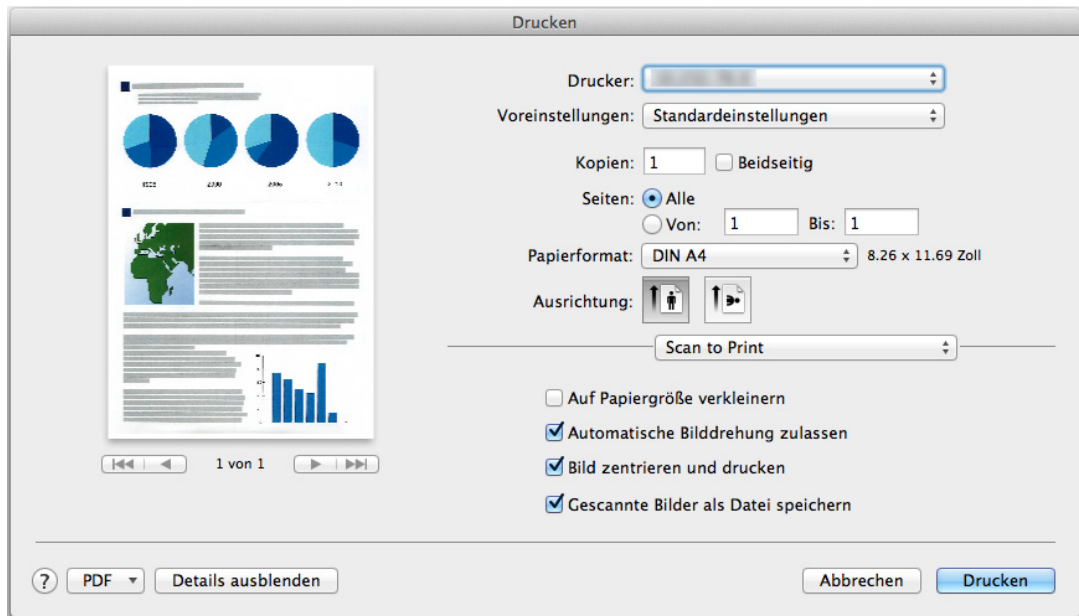 Drucken
Drucker:
Voreinstellungen: Standardeinstellungen
Kopien: 1 Beidseitig
Seiten: Alle
Von: 1 Bis: 1
Papierformat: DIN A4 8.26 x 11.69 Zoll
Ausrichtung:
Scan to Print
Auf Papiergröße verkleinern
Automatische Bilddrehung zulassen
Bild zentrieren und drucken
Gescannte Bilder als Datei speichern
1 von 1
? PDF Details ausblenden Abbrechen Drucken